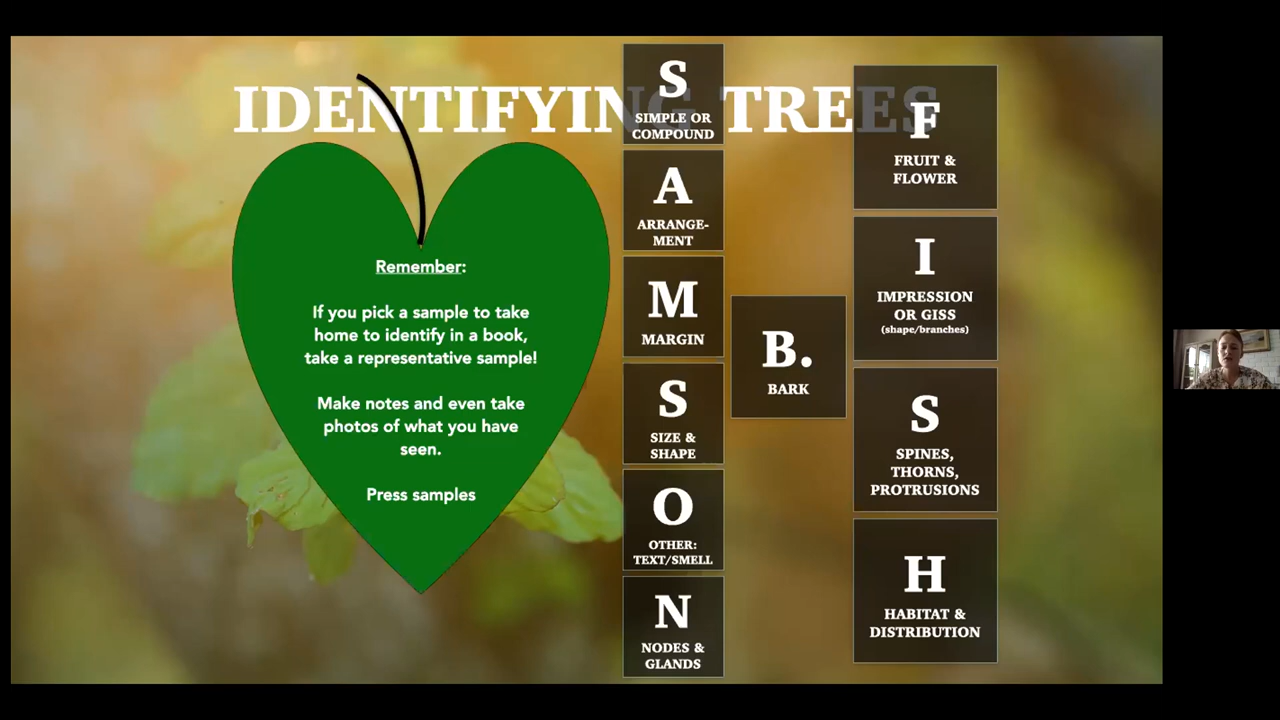 IDENTIFYING TREES
Remember:
If you pick a sample to take
home to identify in a book,
take a representative sample!
Make notes and even take
photos of what you have
seen.
Press samples
S
SIMPLE OR
COMPOUND
A
ARRANGE-
MENT
M
MARGIN
S
SIZE &
SHAPE
O
OTHER:
TEXT/SMELL
N
NODES &
GLANDS
B.
BARK
F
FRUIT &
FLOWER
I
IMPRESSION
OR GISS
(shape/branches)
S
SPINES,
THORNS,
PROTRUSIONS
H
HABITAT &
DISTRIBUTION